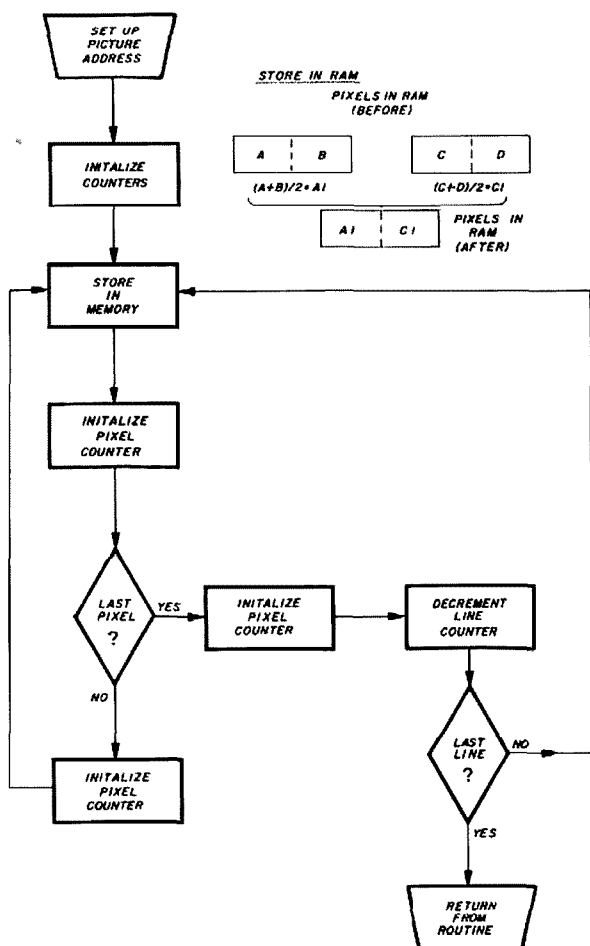 SET UP
PICTURE
ADDRESS
STORE IN RAM
PIXELS IN RAM
(BEFORE)
INITALIZE
COUNTERS
A B
C D
(A+B)/2=A1
(C+D)/2=C1
A1 C1
PIXELS IN
RAM
(AFTER)
STORE
IN
MEMORY
INITALIZE
PIXEL
COUNTER
LAST
PIXEL
?
YES
INITALIZE
PIXEL
COUNTER
DECREMENT
LINE
COUNTER
NO
INITALIZE
PIXEL
COUNTER
LAST
LINE
?
NO
YES
RETURN
FROM
ROUTINE